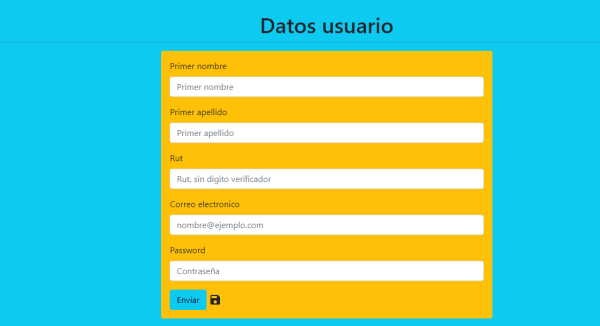 Datos usuario
Primer nombre
Primer nombre
Primer apellido
Primer apellido
Rut
Rut, sin digito verificador
Correo electronico
nombre@ejemplo.com
Password
Contraseña
Enviar